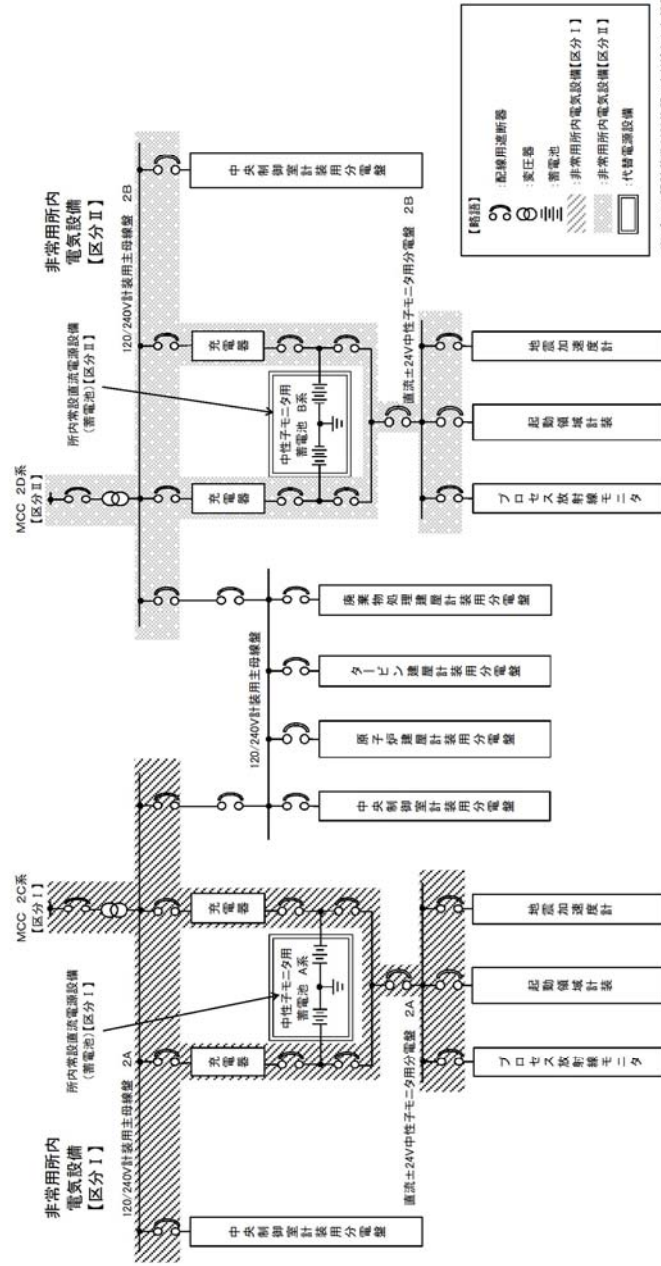 非常用所内
電気設備
【区分Ⅰ】
120/240V計装用主母線盤 2A
中央制御室計装用分電盤
所内常設直流電源設備
(蓄電池)【区分Ⅰ】
MCC 2C系
【区分Ⅰ】
充電器
充電器
中性子モニタ用
蓄電池 A系
直流±24V中性子モニタ用分電盤 2A
プロセス放射線モニタ
起動領域計装
地震加速度計
120/240V計装用主母線盤
中央制御室計装用分電盤
原子炉建屋計装用分電盤
タービン建屋計装用分電盤
廃棄物処理建屋計装用分電盤
MCC 2D系
【区分Ⅱ】
所内常設直流電源設備
(蓄電池)【区分Ⅱ】
非常用所内
電気設備
【区分Ⅱ】
120/240V計装用主母線盤 2B
充電器
充電器
中性子モニタ用
蓄電池 B系
中央制御室計装用分電盤
直流±24V中性子モニタ用分電盤 2B
プロセス放射線モニタ
起動領域計装
地震加速度計
【略語】
:配線用遮断器
:変圧器
:蓄電池
:非常用所内電気設備【区分Ⅰ】
:非常用所内電気設備【区分Ⅱ】
:代替電源設備